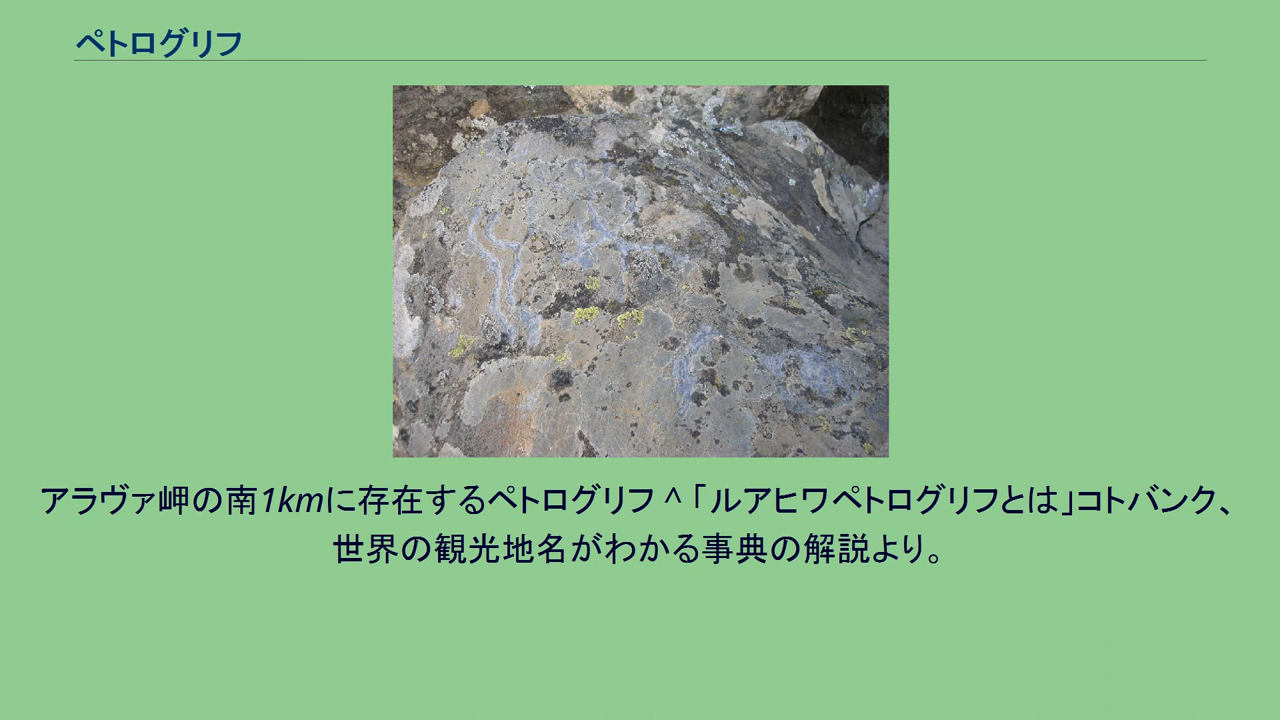 ペトログリフ
アラヴァ岬の南1kmに存在するペトログリフ ^ 「ルアヒワペトログリフとは」コトバンク、
世界の観光地名がわかる事典の解説より。